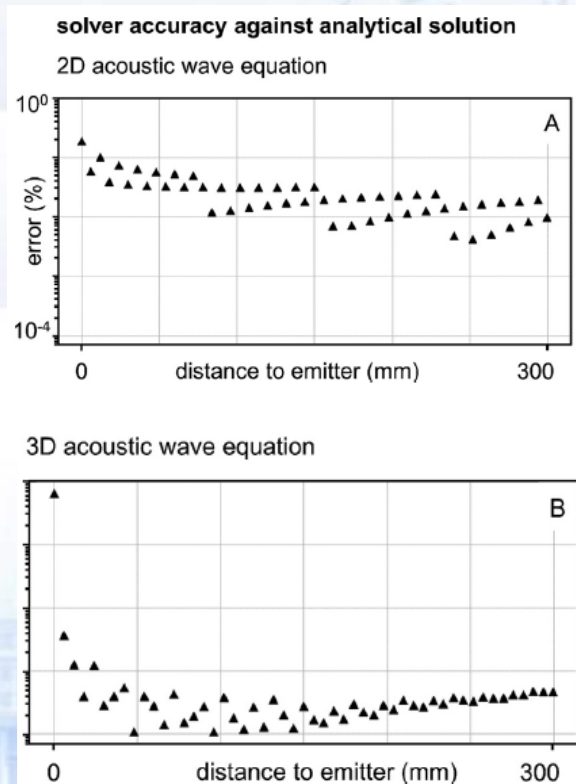 solver accuracy against analytical solution
2D acoustic wave equation
10⁰
A
error (%)
10⁻⁴
0 distance to emitter (mm) 300
3D acoustic wave equation
B
0 distance to emitter (mm) 300